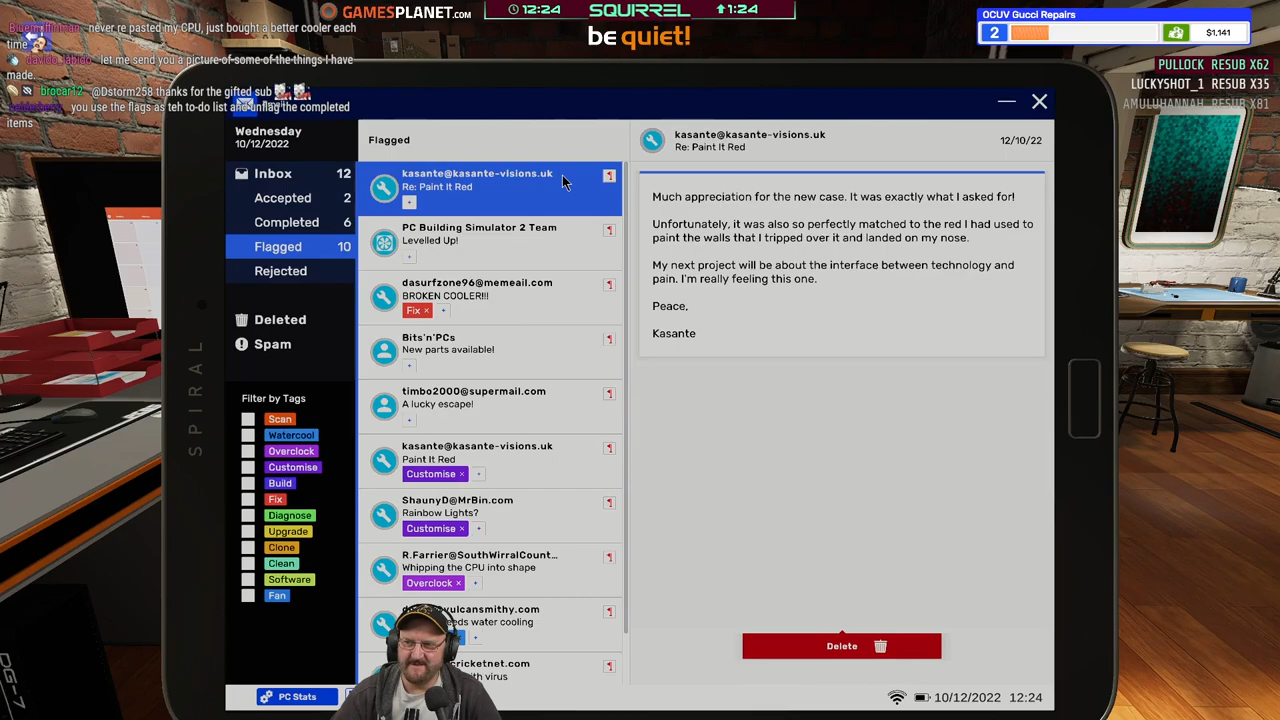 GAMESPLANET.COM
12:24 SQUIRREL 1:24
be quiet!
OCUV Gucci Repairs
2 $1,141
PULLOCK RESUB X62
LUCKYSHOT_1 RESUB X35
AMULUHANNAH RESUB X81
never re pasted my CPU, just bought a better cooler each
time
let me send you a picture of some of the things I have
made.
brocar12: @Dstorm258 thanks for the gifted sub
you use the flags as teh to-do list and unflag the completed
items
Wednesday
10/12/2022
Inbox 12
Accepted 2
Completed 6
Flagged 10
Rejected
Deleted
Spam
Filter by Tags
Scan
Watercool
Overclock
Customise
Build
Fix
Diagnose
Upgrade
Clone
Clean
Software
Fan
PC Stats
Flagged
kasante@kasante-visions.uk
Re: Paint It Red
+
PC Building Simulator 2 Team
Levelled Up!
+
dasurfzone96@memeail.com
BROKEN COOLER!!!
Fix × +
Bits'n'PCs
New parts available!
+
timbo2000@supermail.com
A lucky escape!
+
kasante@kasante-visions.uk
Paint It Red
Customise × +
ShaunyD@MrBin.com
Rainbow Lights?
Customise × +
R.Farrier@SouthWirralCount...
Whipping the CPU into shape
Overclock × +
vulcansmithy.com
eeds water cooling
+
cricketnet.com
with virus
kasante@kasante-visions.uk
Re: Paint It Red
12/10/22
Much appreciation for the new case. It was exactly what I asked for!
Unfortunately, it was also so perfectly matched to the red I had used to
paint the walls that I tripped over it and landed on my nose.
My next project will be about the interface between technology and
pain. I'm really feeling this one.
Peace,
Kasante
Delete
10/12/2022 12:24
SPIRAL
DG-7